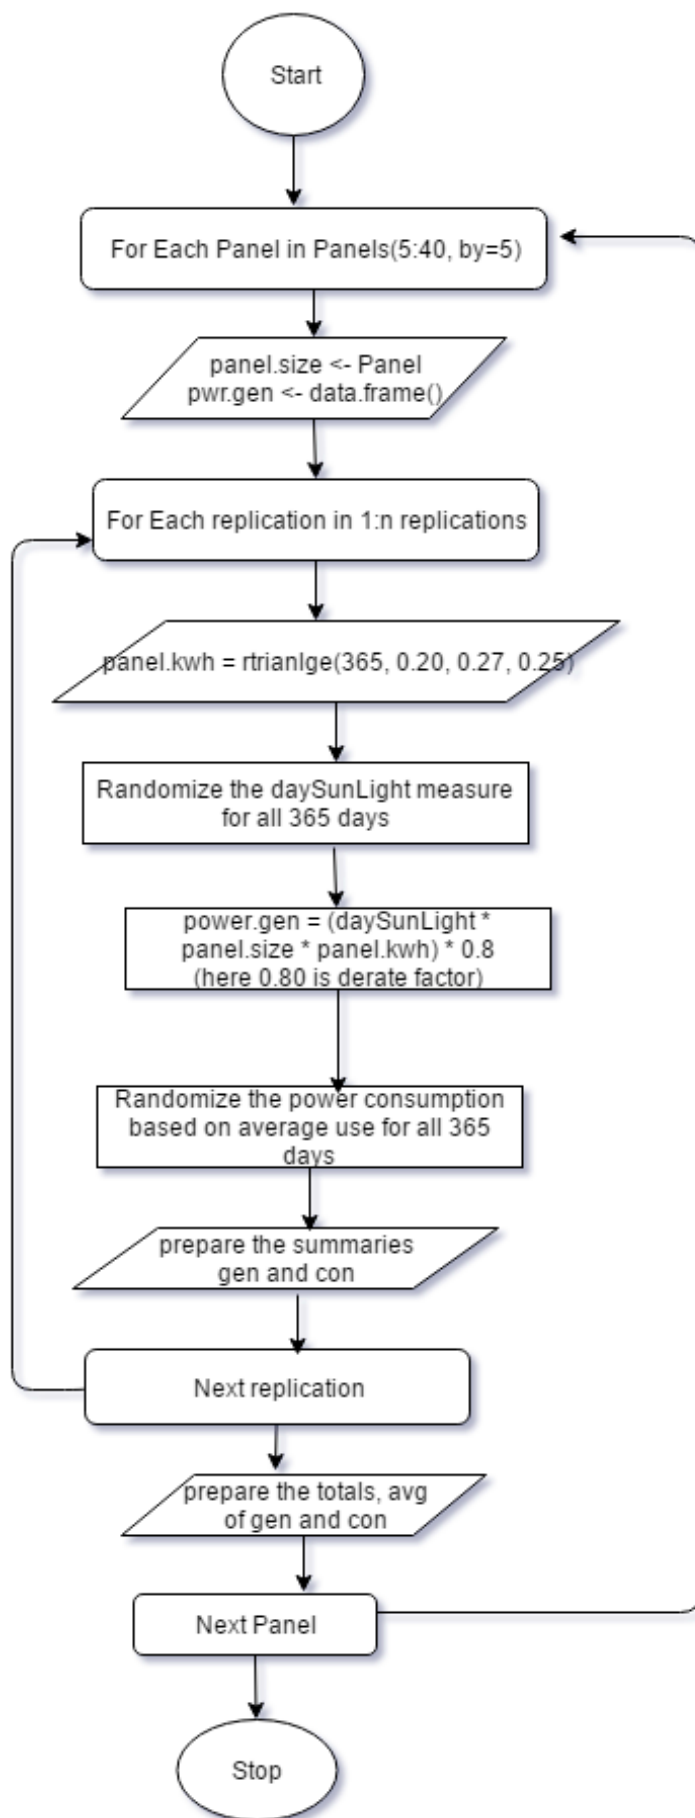 Start
For Each Panel in Panels(5:40, by=5)
panel.size <- Panel
pwr.gen <- data.frame()
For Each replication in 1:n replications
panel.kwh = rtrianlge(365, 0.20, 0.27, 0.25)
Randomize the daySunLight measure
for all 365 days
power.gen = (daySunLight *
panel.size * panel.kwh) * 0.8
(here 0.80 is derate factor)
Randomize the power consumption
based on average use for all 365
days
prepare the summaries
gen and con
Next replication
prepare the totals, avg
of gen and con
Next Panel
Stop